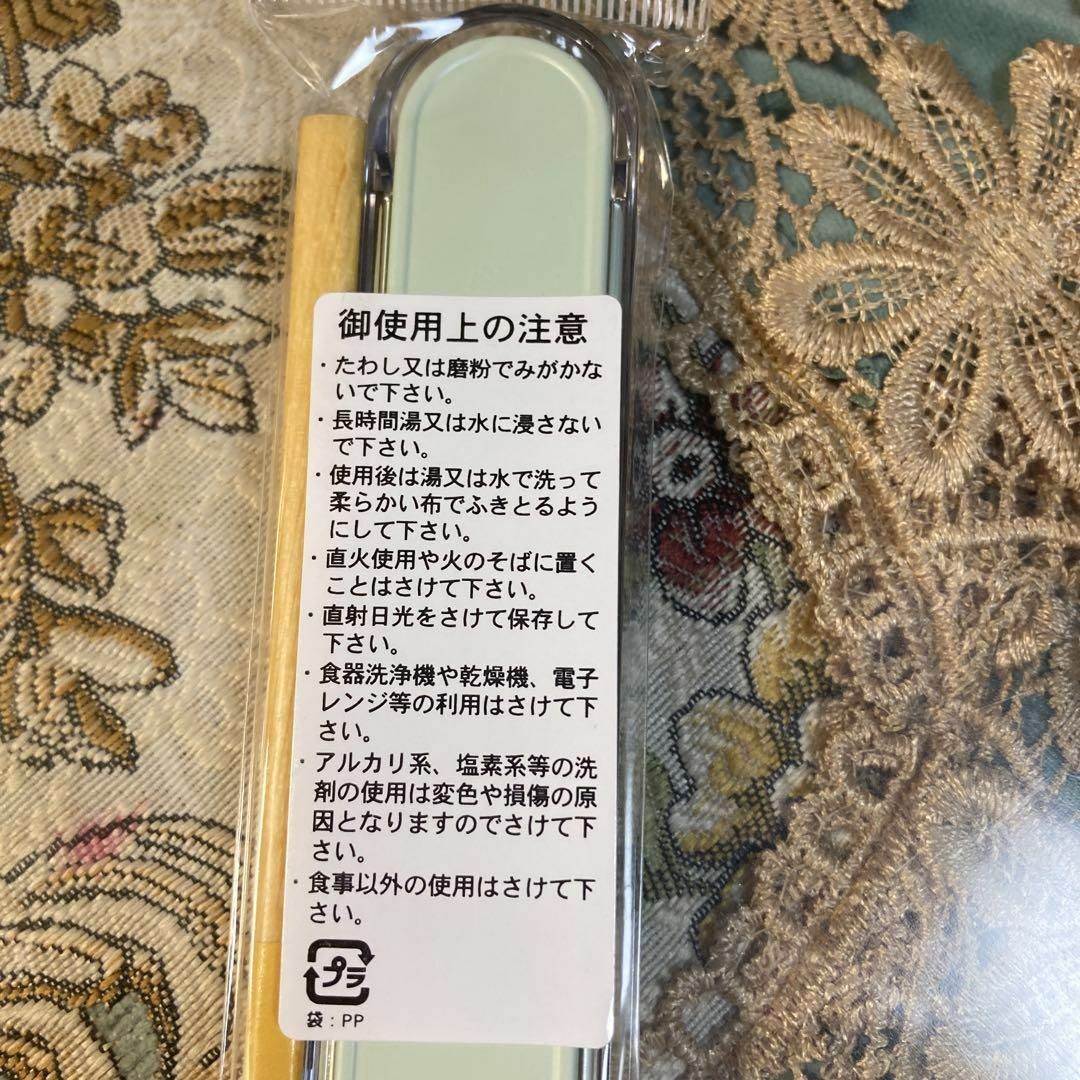 御使用上の注意
・たわし又は磨粉でみがかな
いで下さい。
・長時間湯又は水に浸さない
で下さい。
・使用後は湯又は水で洗って
柔らかい布でふきとるよう
にして下さい。
・直火使用や火のそばに置く
ことはさけて下さい。
・直射日光をさけて保存して
下さい。
・食器洗浄機や乾燥機、電子
レンジ等の利用はさけて下
さい。
・アルカリ系、塩素系等の洗
剤の使用は変色や損傷の原
因となりますのでさけて下
さい。
・食事以外の使用はさけて下
さい。
プラ
袋：PP